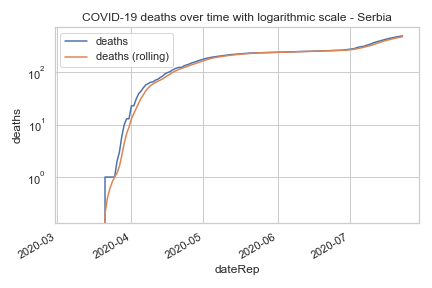 COVID-19 deaths over time with logarithmic scale - Serbia
deaths
deaths (rolling)
10²
10¹
10⁰
deaths
2020-03
2020-04
2020-05
2020-06
2020-07
dateRep